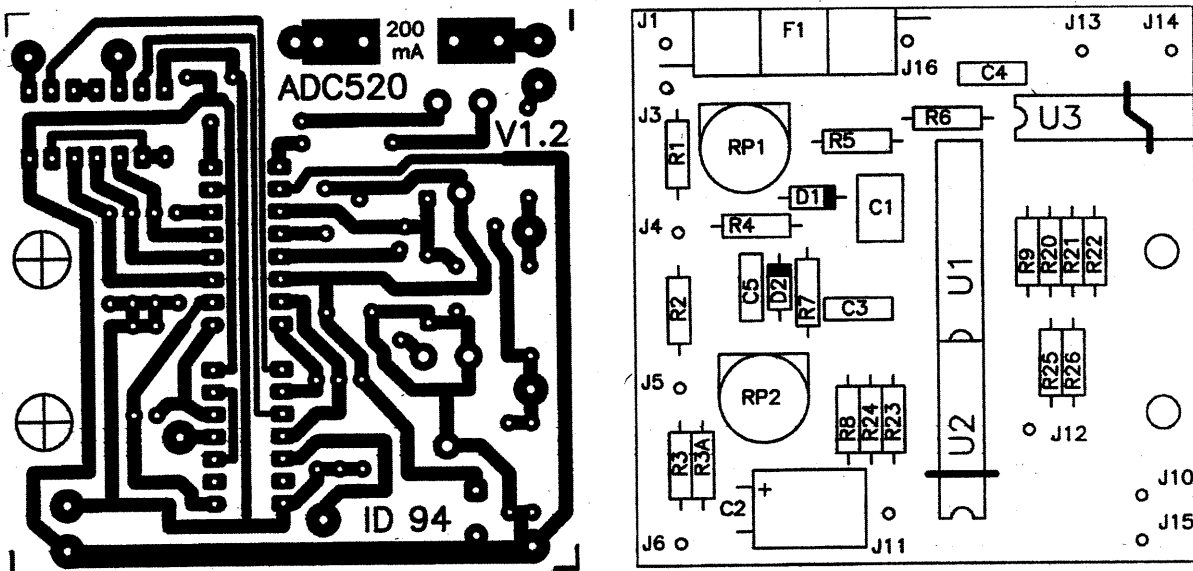 200
mA
ADC520
V1.2
ID 94
J1
F1
J16
J13
J14
C4
J3
R1
RP1
R5
R6
U3
D1
C1
J4
R4
R9
R20
R21
R22
C5
D2
R7
C3
U1
R2
R25
R26
J5
RP2
R8
R24
R23
U2
J12
R3
R3A
C2
+
J11
J10
J15
J6